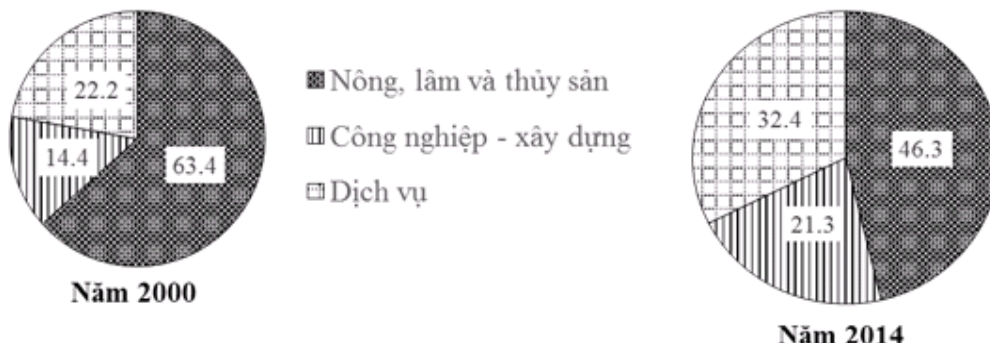 22.2
14.4
63.4
Năm 2000
Nông, lâm và thủy sản
Công nghiệp - xây dựng
Dịch vụ
32.4
46.3
21.3
Năm 2014